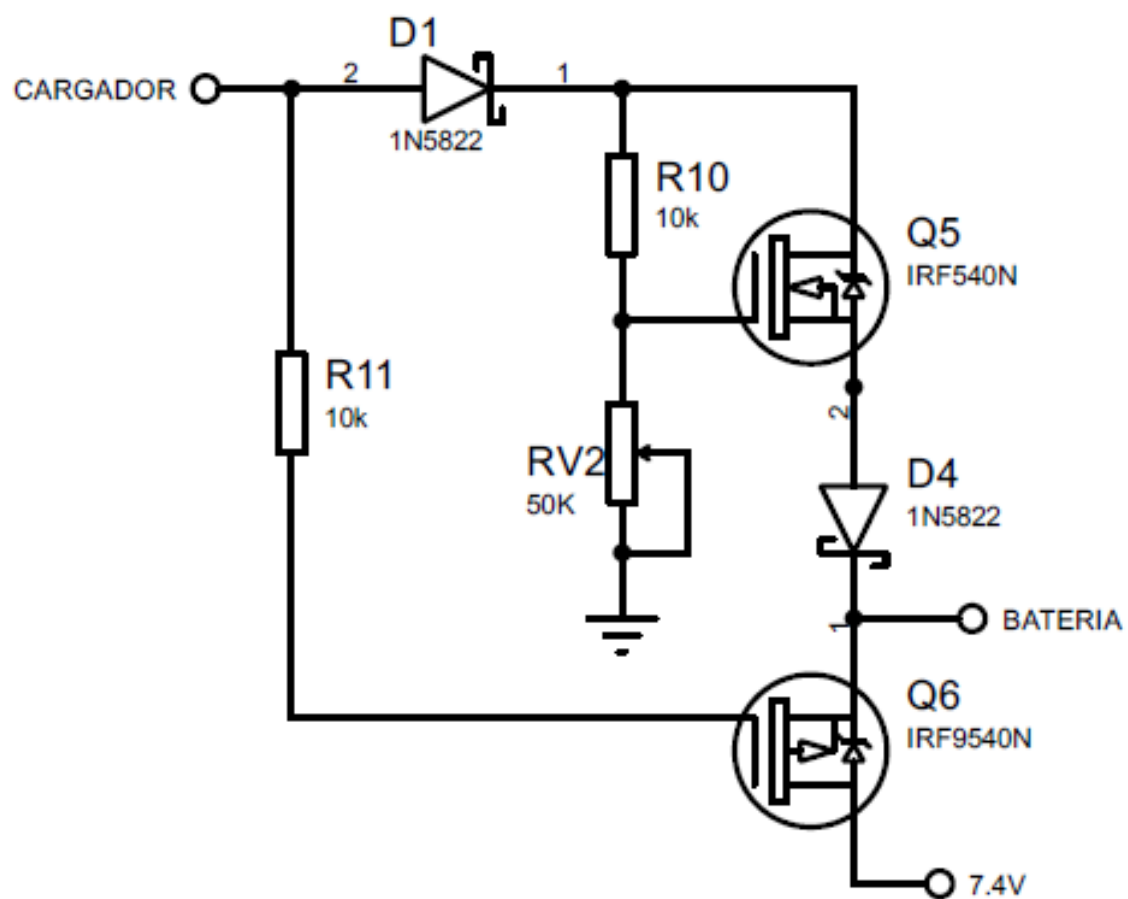 D1
CARGADOR
2
1
1N5822
R10
10k
Q5
IRF540N
R11
10k
2
RV2
50K
D4
1N5822
1
BATERIA
Q6
IRF9540N
7.4V